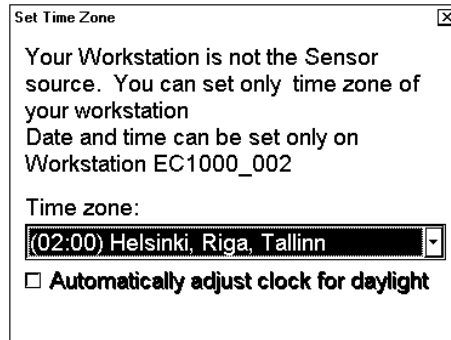 Set Time Zone
Your Workstation is not the Sensor
source. You can set only time zone of
your workstation
Date and time can be set only on
Workstation EC1000_002
Time zone:
(02:00) Helsinki, Riga, Tallinn
Automatically adjust clock for daylight